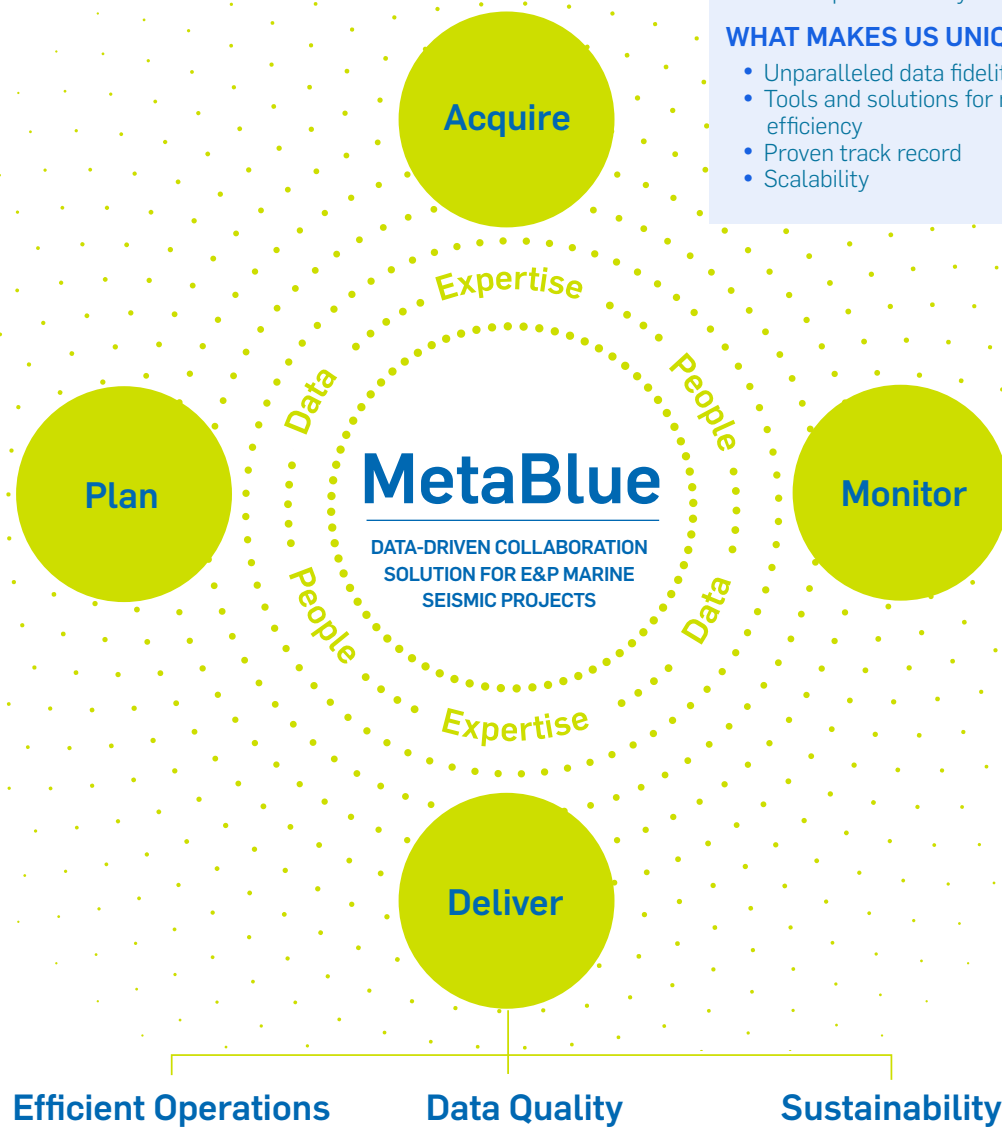 WHAT MAKES US
• Unparalleled data
• Tools and solutions for
efficiency
• Proven track record
• Scalability
Acquire
Expertise
Data
People
Plan
MetaBlue
Monitor
DATA-DRIVEN COLLABORATION
SOLUTION FOR E&P MARINE
SEISMIC PROJECTS
People
Data
Expertise
Deliver
Efficient Operations
Data Quality
Sustainability